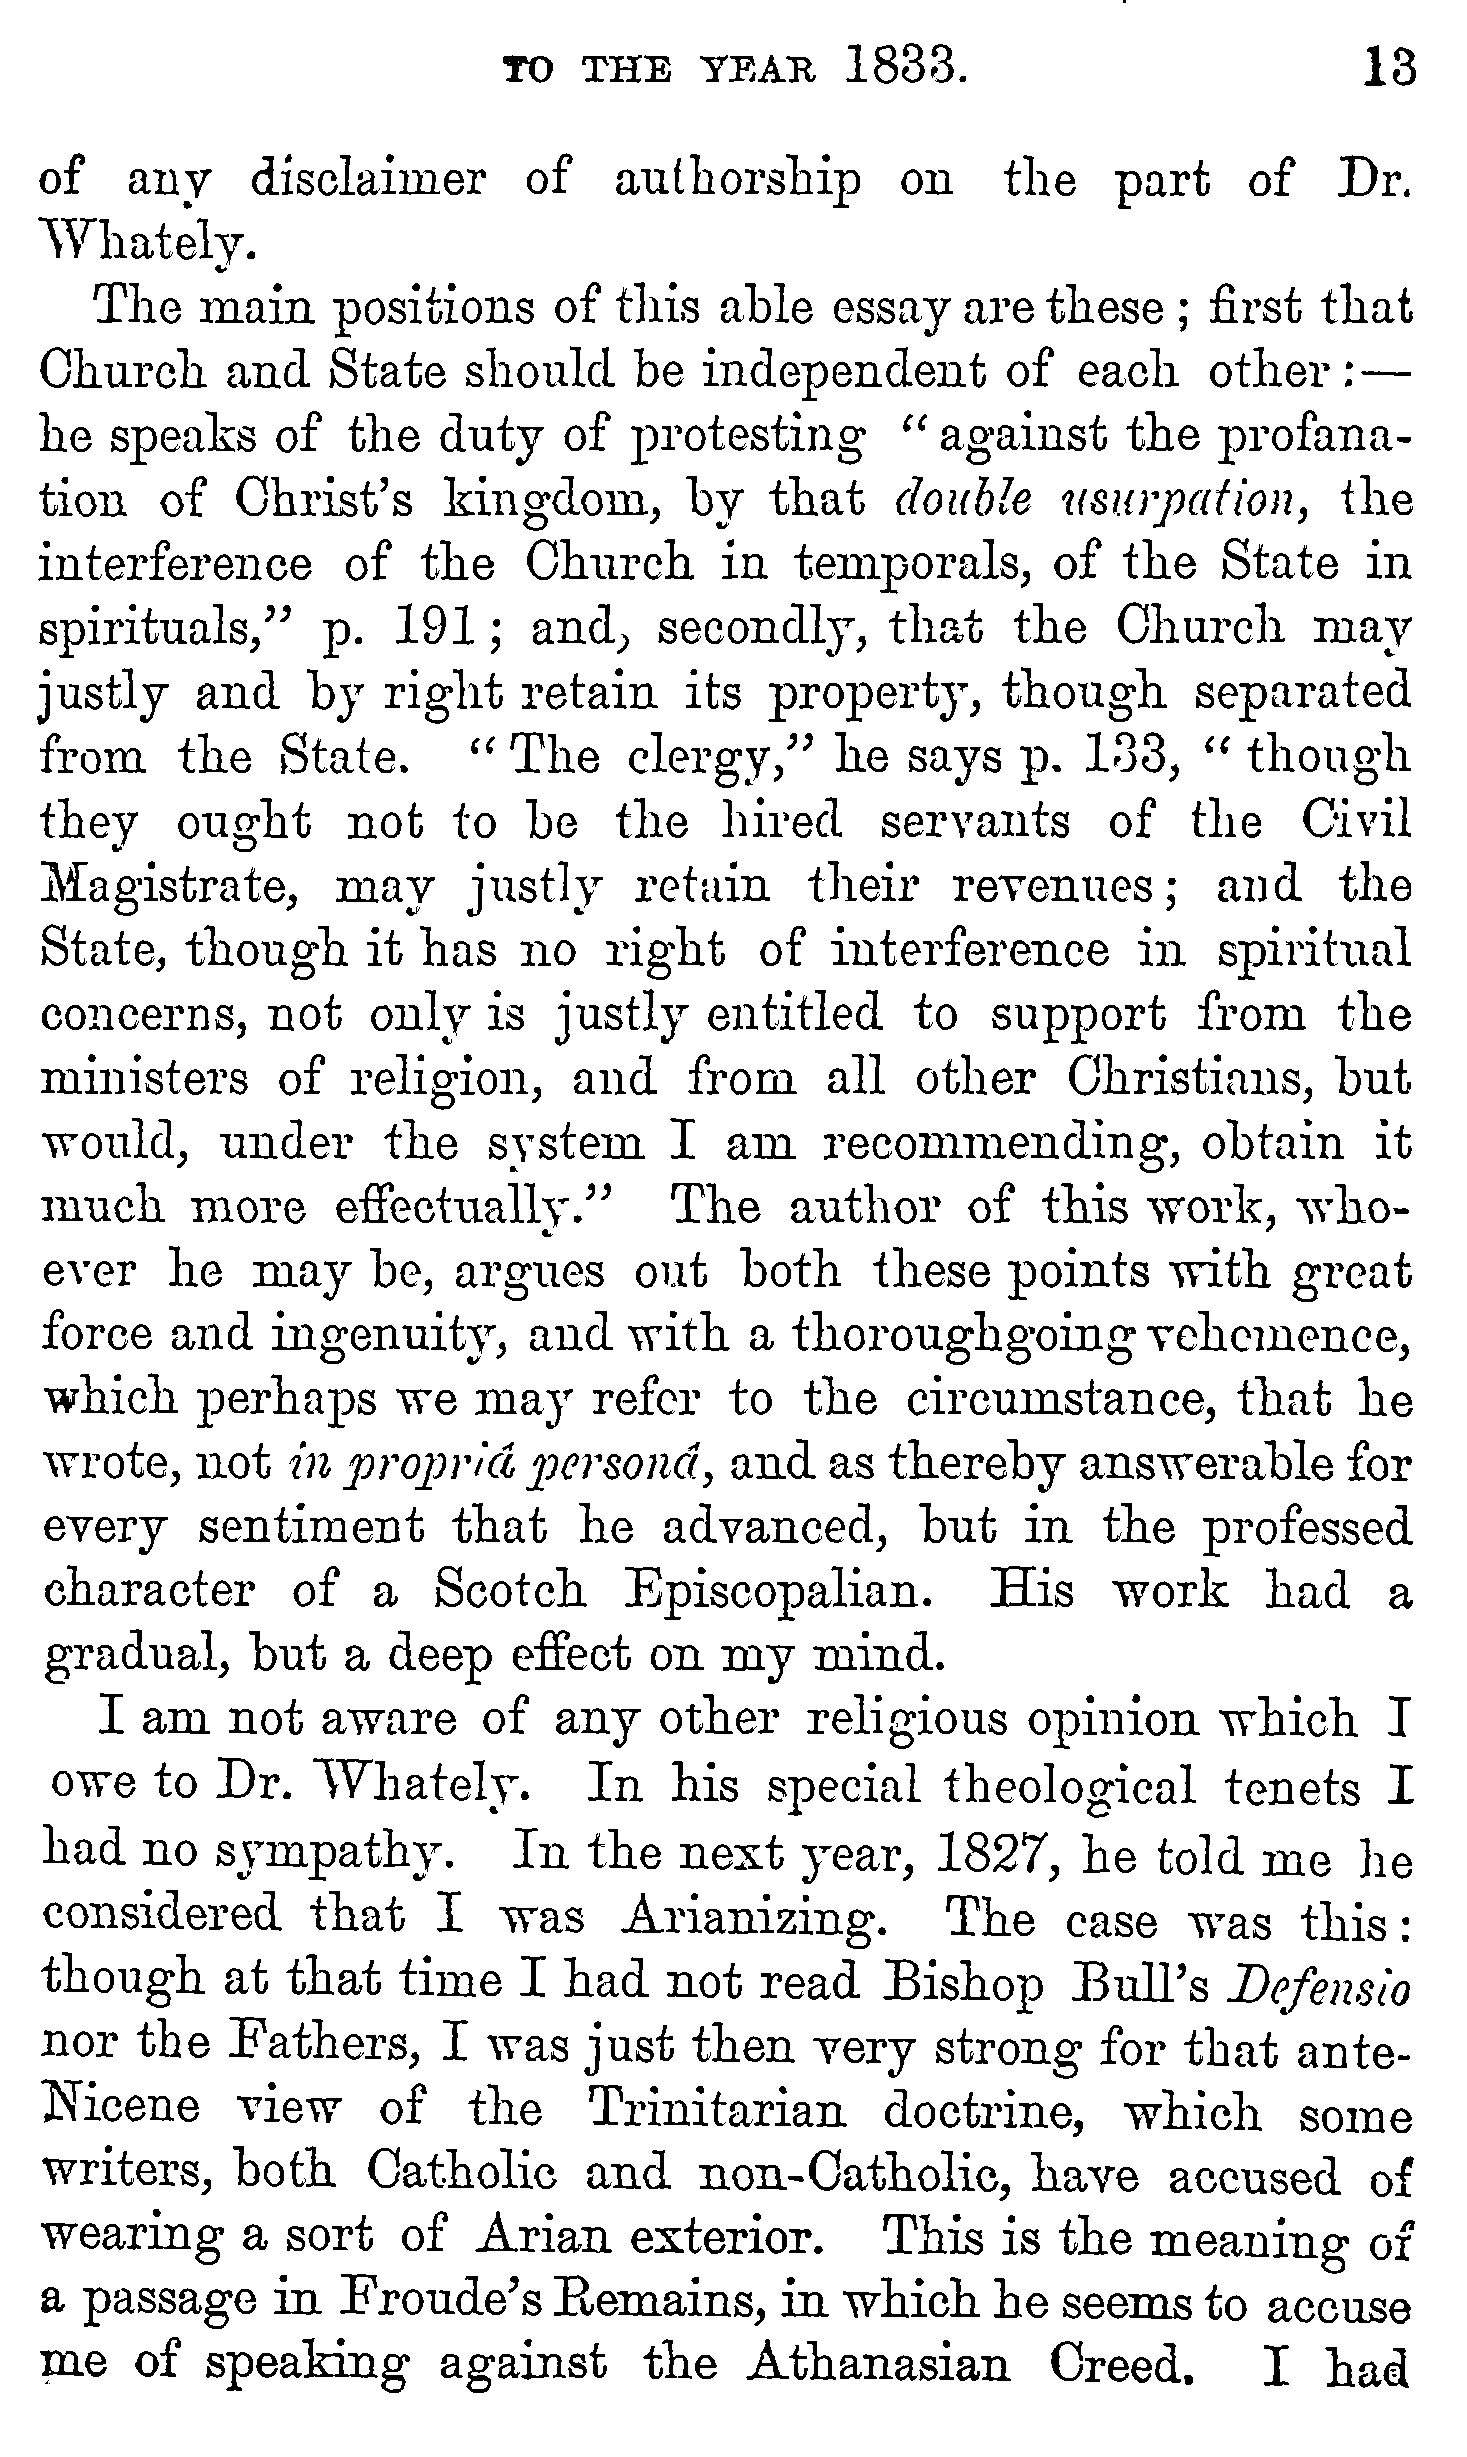 TO THE YEAR 1833. 13
of any disclaimer of authorship on the part of Dr.
Whately.
The main positions of this able essay are these; first that
Church and State should be independent of each other:—
he speaks of the duty of protesting "against the profana-
tion of Christ's kingdom, by that double usurpation, the
interference of the Church in temporals, of the State in
spirituals," p. 191; and, secondly, that the Church may
justly and by right retain its property, though separated
from the State. "The clergy," he says p. 133, "though
they ought not to be the hired servants of the Civil
Magistrate, may justly retain their revenues; and the
State, though it has no right of interference in spiritual
concerns, not only is justly entitled to support from the
ministers of religion, and from all other Christians, but
would, under the system I am recommending, obtain it
much more effectually." The author of this work, who-
ever he may be, argues out both these points with great
force and ingenuity, and with a thoroughgoing vehemence,
which perhaps we may refer to the circumstance, that he
wrote, not in propriâ personâ, and as thereby answerable for
every sentiment that he advanced, but in the professed
character of a Scotch Episcopalian. His work had a
gradual, but a deep effect on my mind.
I am not aware of any other religious opinion which I
owe to Dr. Whately. In his special theological tenets I
had no sympathy. In the next year, 1827, he told me he
considered that I was Arianizing. The case was this:
though at that time I had not read Bishop Bull's Defensio
nor the Fathers, I was just then very strong for that ante-
Nicene view of the Trinitarian doctrine, which some
writers, both Catholic and non-Catholic, have accused of
wearing a sort of Arian exterior. This is the meaning of
a passage in Froude's Remains, in which he seems to accuse
me of speaking against the Athanasian Creed. I had